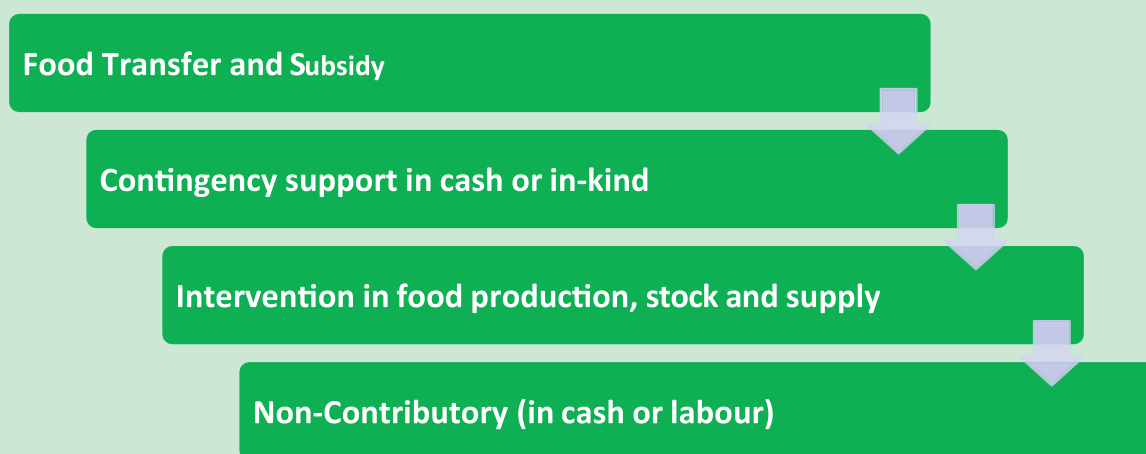 Food Transfer and Subsidy
Contingency support in cash or in-kind
Intervention in food production, stock and supply
Non-Contributory (in cash or labour)